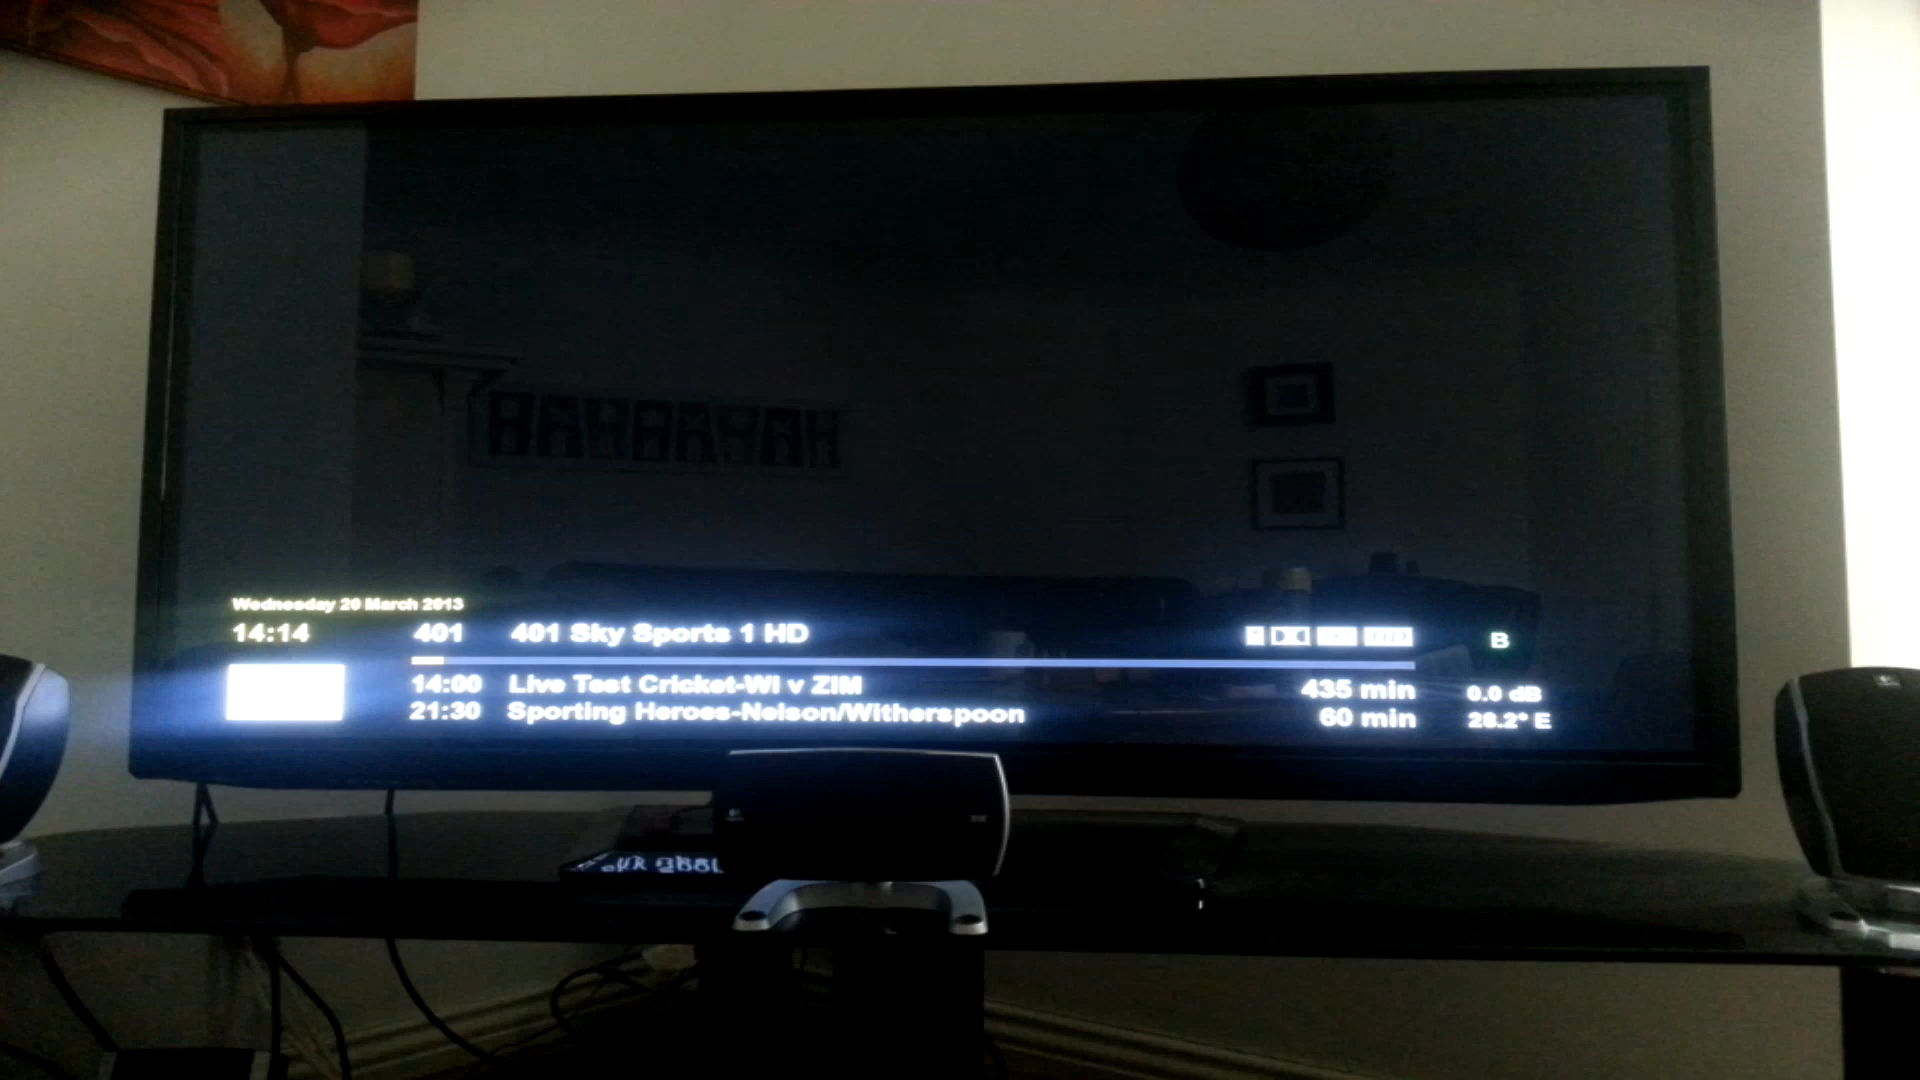 Wednesday 20 March 2013
14:14 401 401 Sky Sports 1 HD B
14:00 Live Test Cricket-WI v ZIM 435 min 0.0 dB
21:30 Sporting Heroes-Nelson/Witherspoon 60 min 28.2° E